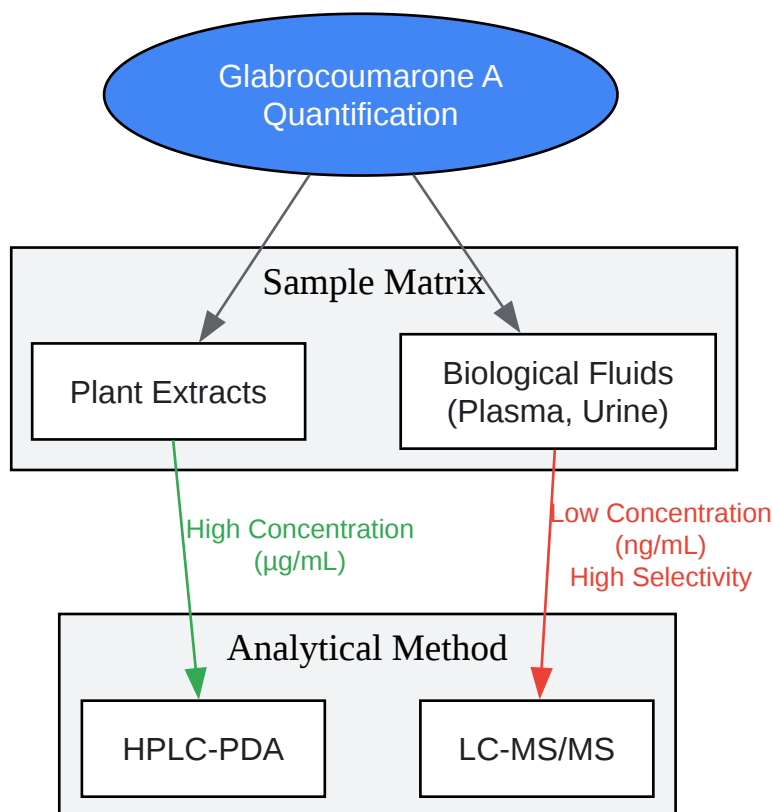 Glabrocoumarone A
Quantification
Sample Matrix
Plant Extracts
Biological Fluids
(Plasma, Urine)
High Concentration
(µg/mL)
Low Concentration
(ng/mL)
High Selectivity
Analytical Method
HPLC-PDA
LC-MS/MS